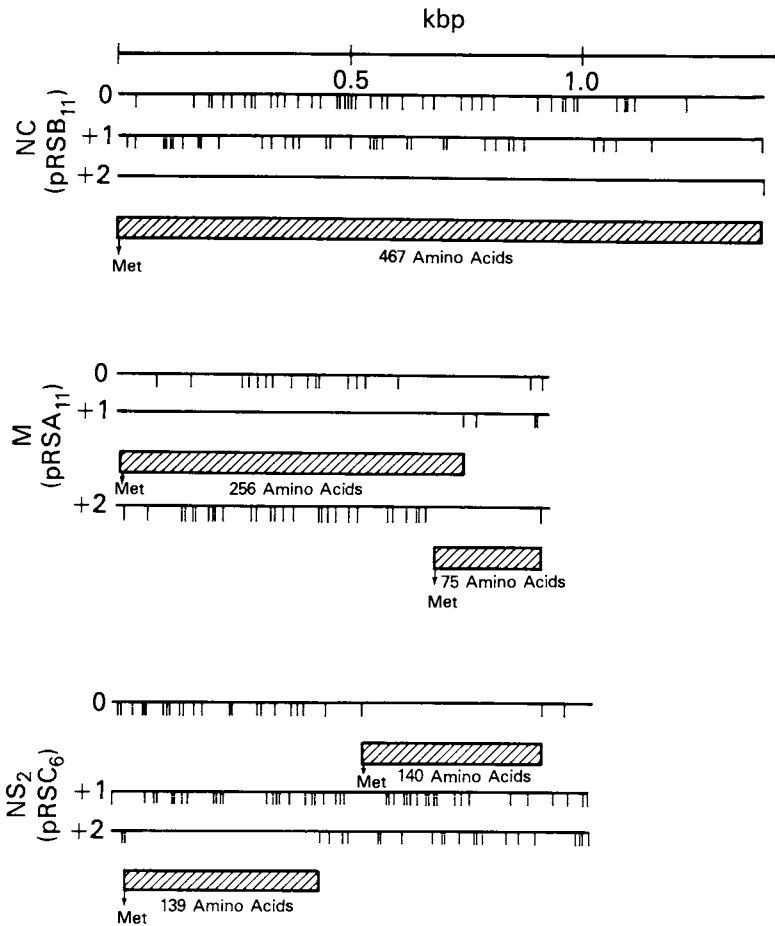 kbp
0.5 1.0
NC
(pRSB11)
0
+1
+2
Met
467 Amino Acids
M
(pRSA11)
0
+1
Met
256 Amino Acids
+2
75 Amino Acids
Met
NS2
(pRSC6)
0
Met
140 Amino Acids
+1
+2
Met
139 Amino Acids